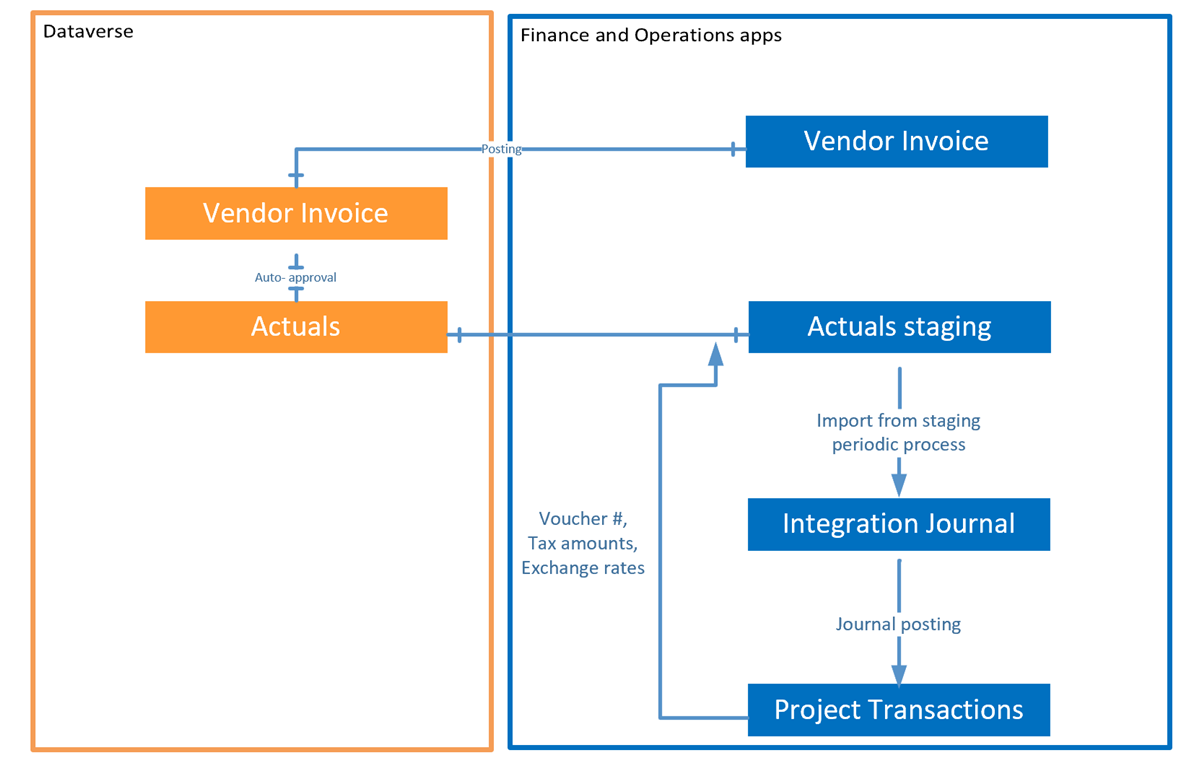 Dataverse
Finance and Operations apps
Vendor Invoice
Posting
Vendor Invoice
Auto- approval
Actuals
Actuals staging
Import from staging
periodic process
Integration Journal
Voucher #,
Tax amounts,
Exchange rates
Journal posting
Project Transactions